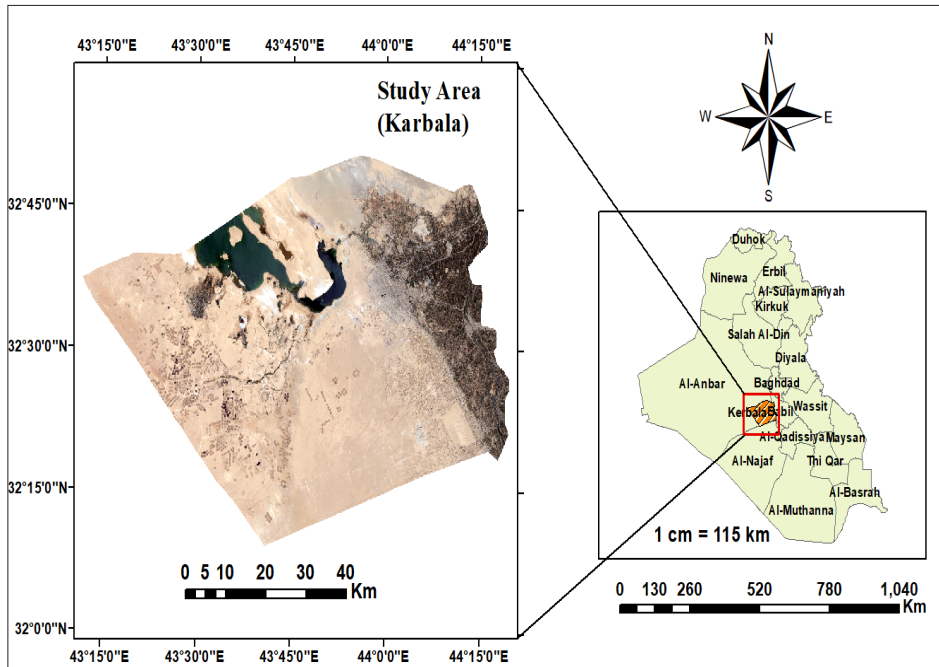 43°15'0"E 43°30'0"E 43°45'0"E 44°0'0"E 44°15'0"E
Study Area
(Karbala)
32°45'0"N
32°30'0"N
32°15'0"N
32°0'0"N
0 5 10 20 30 40
Km
43°15'0"E 43°30'0"E 43°45'0"E 44°0'0"E 44°15'0"E
N
W E
S
Duhok
Ninewa
Erbil
Al-Sulaymaniyah
Kirkuk
Salah Al-Din
Diyala
Al-Anbar
Baghdad
Kerbala
Babil
Wassit
Al-Qadissiya
Maysan
Al-Najaf
Thi Qar
Al-Basrah
Al-Muthanna
1 cm = 115 km
0 130 260 520 780 1,040
Km